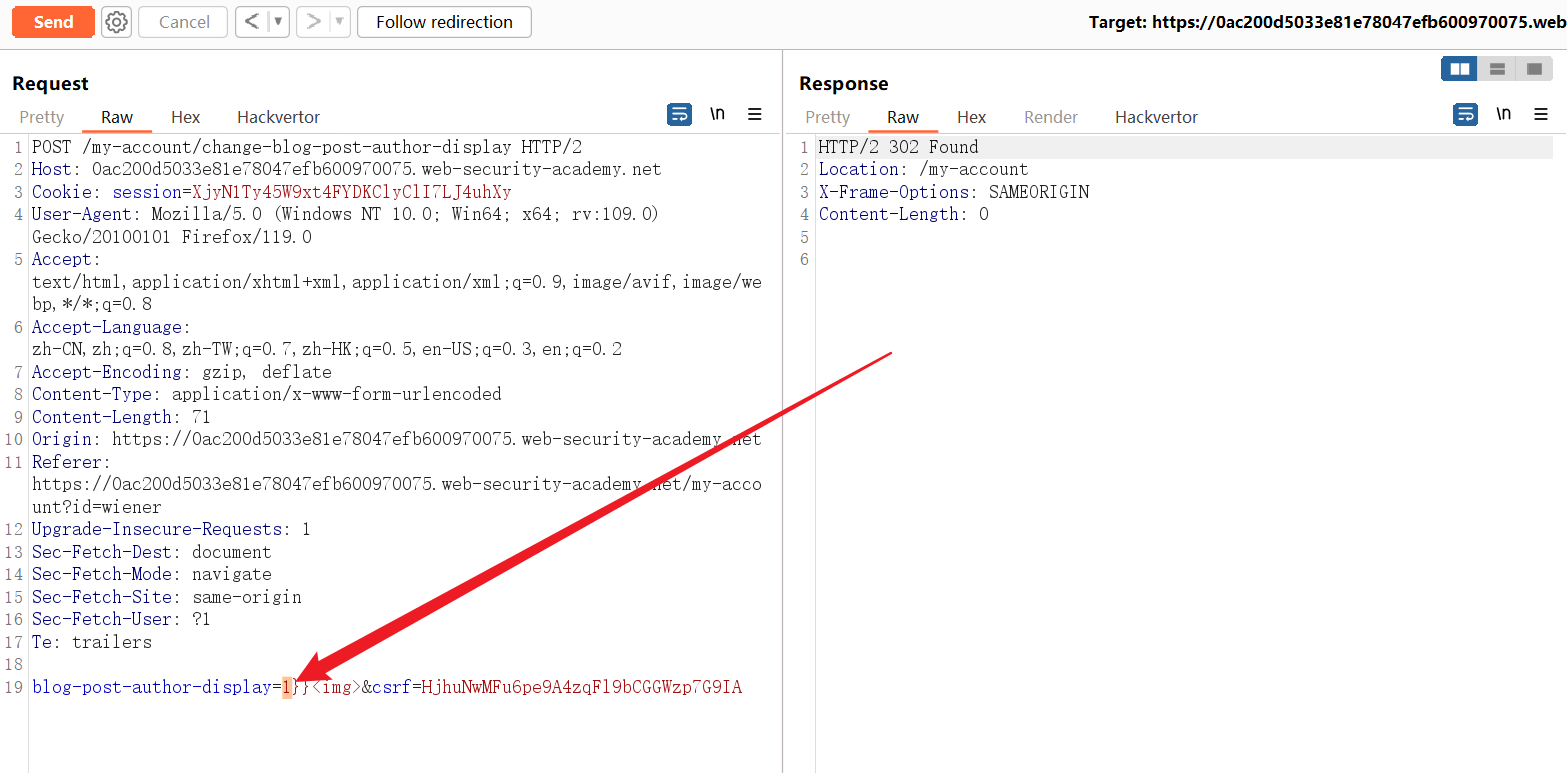 Send Cancel < ▼ > ▼ Follow redirection Target: https://0ac200d5033e81e78047efb600970075.web
Request
Pretty Raw Hex Hackvertor \n
1 POST /my-account/change-blog-post-author-display HTTP/2
2 Host: 0ac200d5033e81e78047efb600970075.web-security-academy.net
3 Cookie: session=XjyN1Ty45W9xt4FYDKClyClI7LJ4uhXy
4 User-Agent: Mozilla/5.0 (Windows NT 10.0; Win64; x64; rv:109.0)
Gecko/20100101 Firefox/119.0
5 Accept:
text/html,application/xhtml+xml,application/xml;q=0.9,image/avif,image/we
bp,*/*;q=0.8
6 Accept-Language:
zh-CN,zh;q=0.8,zh-TW;q=0.7,zh-HK;q=0.5,en-US;q=0.3,en;q=0.2
7 Accept-Encoding: gzip, deflate
8 Content-Type: application/x-www-form-urlencoded
9 Content-Length: 71
10 Origin: https://0ac200d5033e81e78047efb600970075.web-security-academy.net
11 Referer:
https://0ac200d5033e81e78047efb600970075.web-security-academy.net/my-acco
unt?id=wiener
12 Upgrade-Insecure-Requests: 1
13 Sec-Fetch-Dest: document
14 Sec-Fetch-Mode: navigate
15 Sec-Fetch-Site: same-origin
16 Sec-Fetch-User: ?1
17 Te: trailers
18
19 blog-post-author-display=1}}<img>&csrf=HjhuNwMFu6pe9A4zqFl9bCGGWzp7G9IA
Response
Pretty Raw Hex Render Hackvertor \n
1 HTTP/2 302 Found
2 Location: /my-account
3 X-Frame-Options: SAMEORIGIN
4 Content-Length: 0
5
6